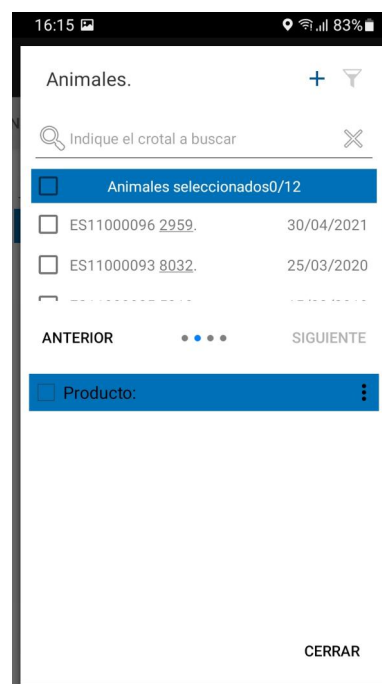 16:15 83%
Animales.
Indique el crotal a buscar
Animales seleccionados0/12
ES11000096 2959. 30/04/2021
ES11000093 8032. 25/03/2020
ANTERIOR SIGUIENTE
Producto:
CERRAR